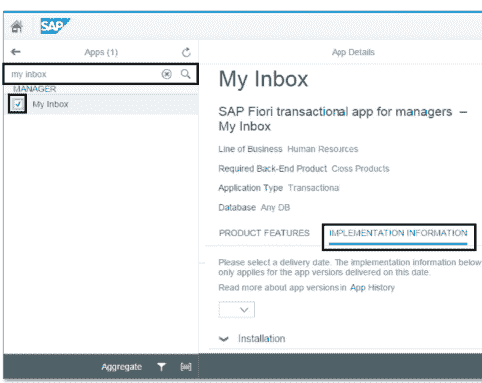 SAP
Apps (1)
App Details
my inbox
MANAGER
My Inbox
My Inbox
SAP Fiori transactional app for managers –
My Inbox
Line of Business Human Resources
Required Back-End Product Cross Products
Application Type Transactiona
Database Any DB
PRODUCT FEATURES IMPLEMENTATION INFORMATION
Please select a delivery date. The implementation information below
only applies for the app versions delivered on this date.
Read more about app versions in App History
Installation
Aggregate